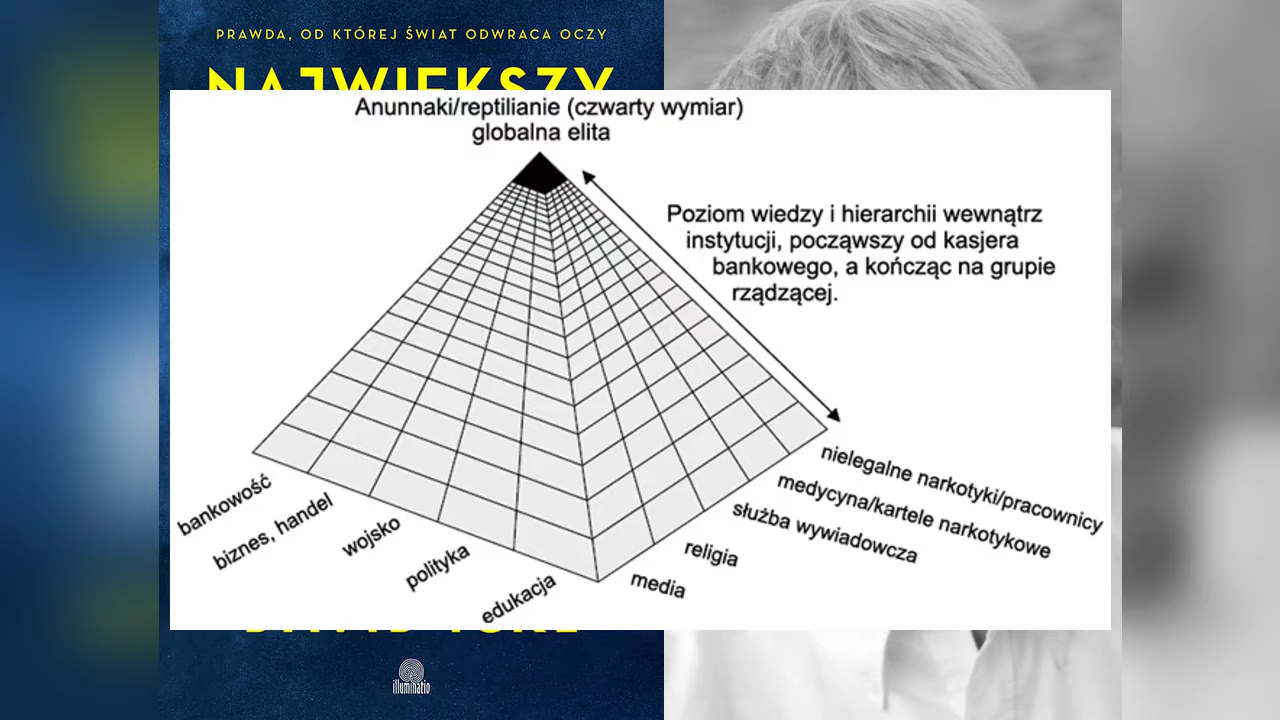 PRAWDA, OD KTÓREJ ŚWIAT ODWRACA OCZY
NAJWIĘKSZY
Anunnaki/reptilianie (czwarty wymiar)
globalna elita
Poziom wiedzy i hierarchii wewnątrz
instytucji, począwszy od kasjera
bankowego, a kończąc na grupie
rządzącej.
bankowość
biznes, handel
wojsko
polityka
edukacja
media
religia
służba wywiadowcza
medycyna/kartele narkotykowe
nielegalne narkotyki/pracownicy
illuminatio